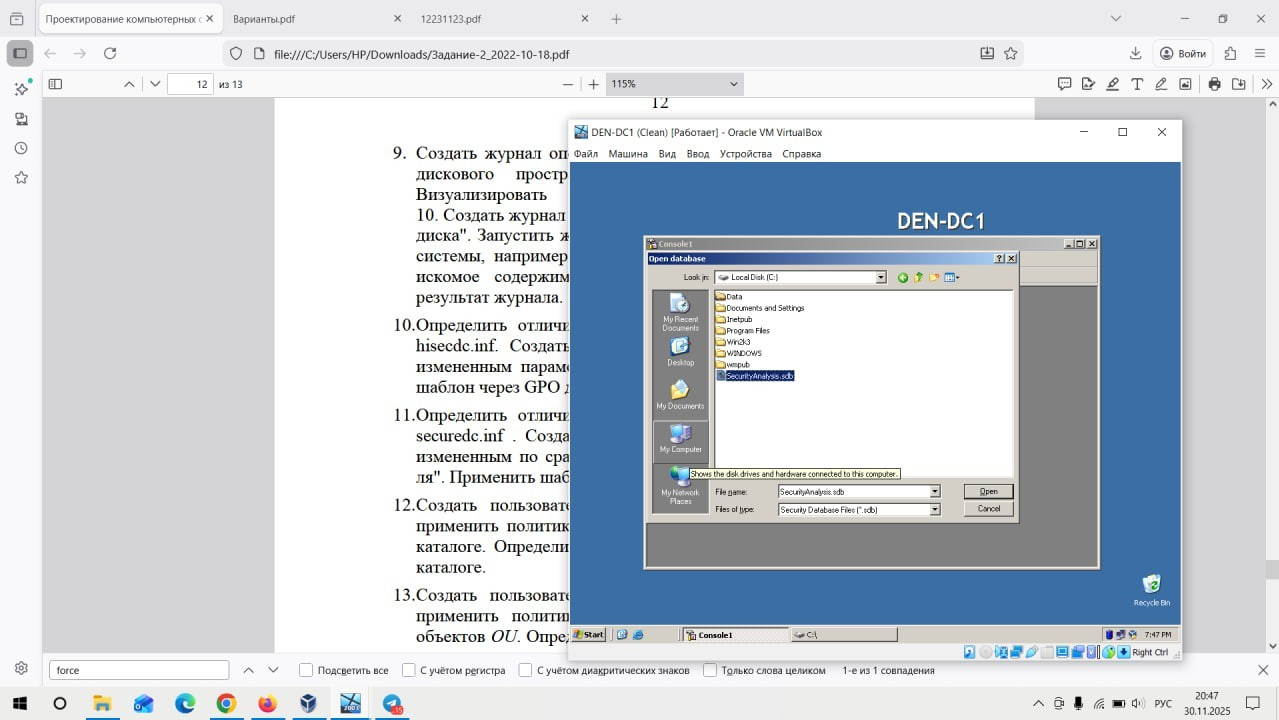 Проектирование компьютерных с
Варианты.pdf
12231123.pdf
file:///C:/Users/HP/Downloads/Задание-2_2022-10-18.pdf
Войти
12
из 13
115%
12
9. Создать журнал опе
дискового простр
Визуализировать
10. Создать журнал
диска". Запустить ж
системы, например
искомое содержим
результат журнала.
10.Определить отличи
hisecdc.inf. Создать
измененным парам
шаблон через GPO д
11.Определить отличи
securedc.inf . Созда
измененным по сра
ля". Применить шаб
12.Создать пользовате
применить политик
каталоге. Определи
каталоге.
13.Создать пользовате
применить полити
объектов OU. Опред
DEN-DC1 (Clean) [Работает] - Oracle VM VirtualBox
Файл Машина Вид Ввод Устройства Справка
DEN-DC1
Console1
Open database
Look in:
Local Disk (C:)
My Recent
Documents
Desktop
My Documents
My Computer
My Network
Places
Data
Documents and Settings
Inetpub
Program Files
Win2k3
WINDOWS
wmpub
SecurityAnalysis.sdb
Shows the disk drives and hardware connected to this computer.
File name:
SecurityAnalysis.sdb
Open
Files of type:
Security Database Files (*.sdb)
Cancel
Recycle Bin
Start
Console1
C:\
7:47 PM
Right Ctrl
force
Подсветить все
С учётом регистра
С учётом диакритических знаков
Только слова целиком
1-е из 1 совпадения
РУС
20:47
30.11.2025